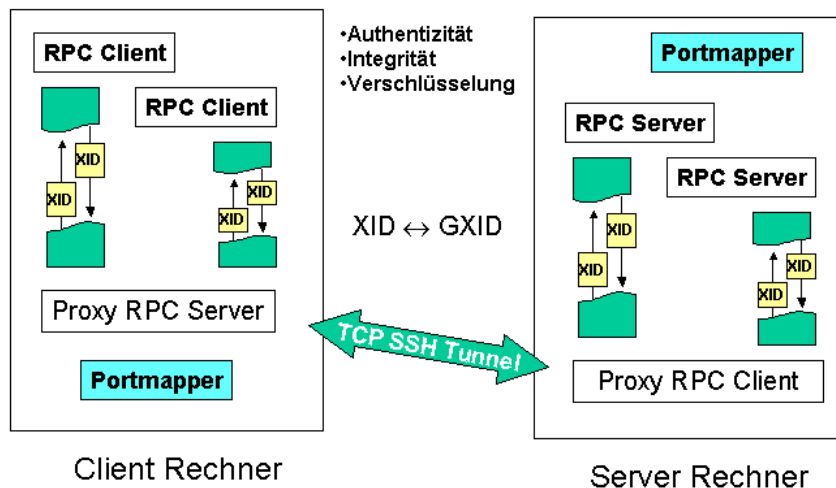 RPC Client
RPC Client
XID
XID
XID
XID
Proxy RPC Server
Portmapper
Client Rechner
•Authentizität
•Integrität
•Verschlüsselung
XID ↔ GXID
TCP SSH Tunnel
Portmapper
RPC Server
RPC Server
XID
XID
XID
XID
Proxy RPC Client
Server Rechner